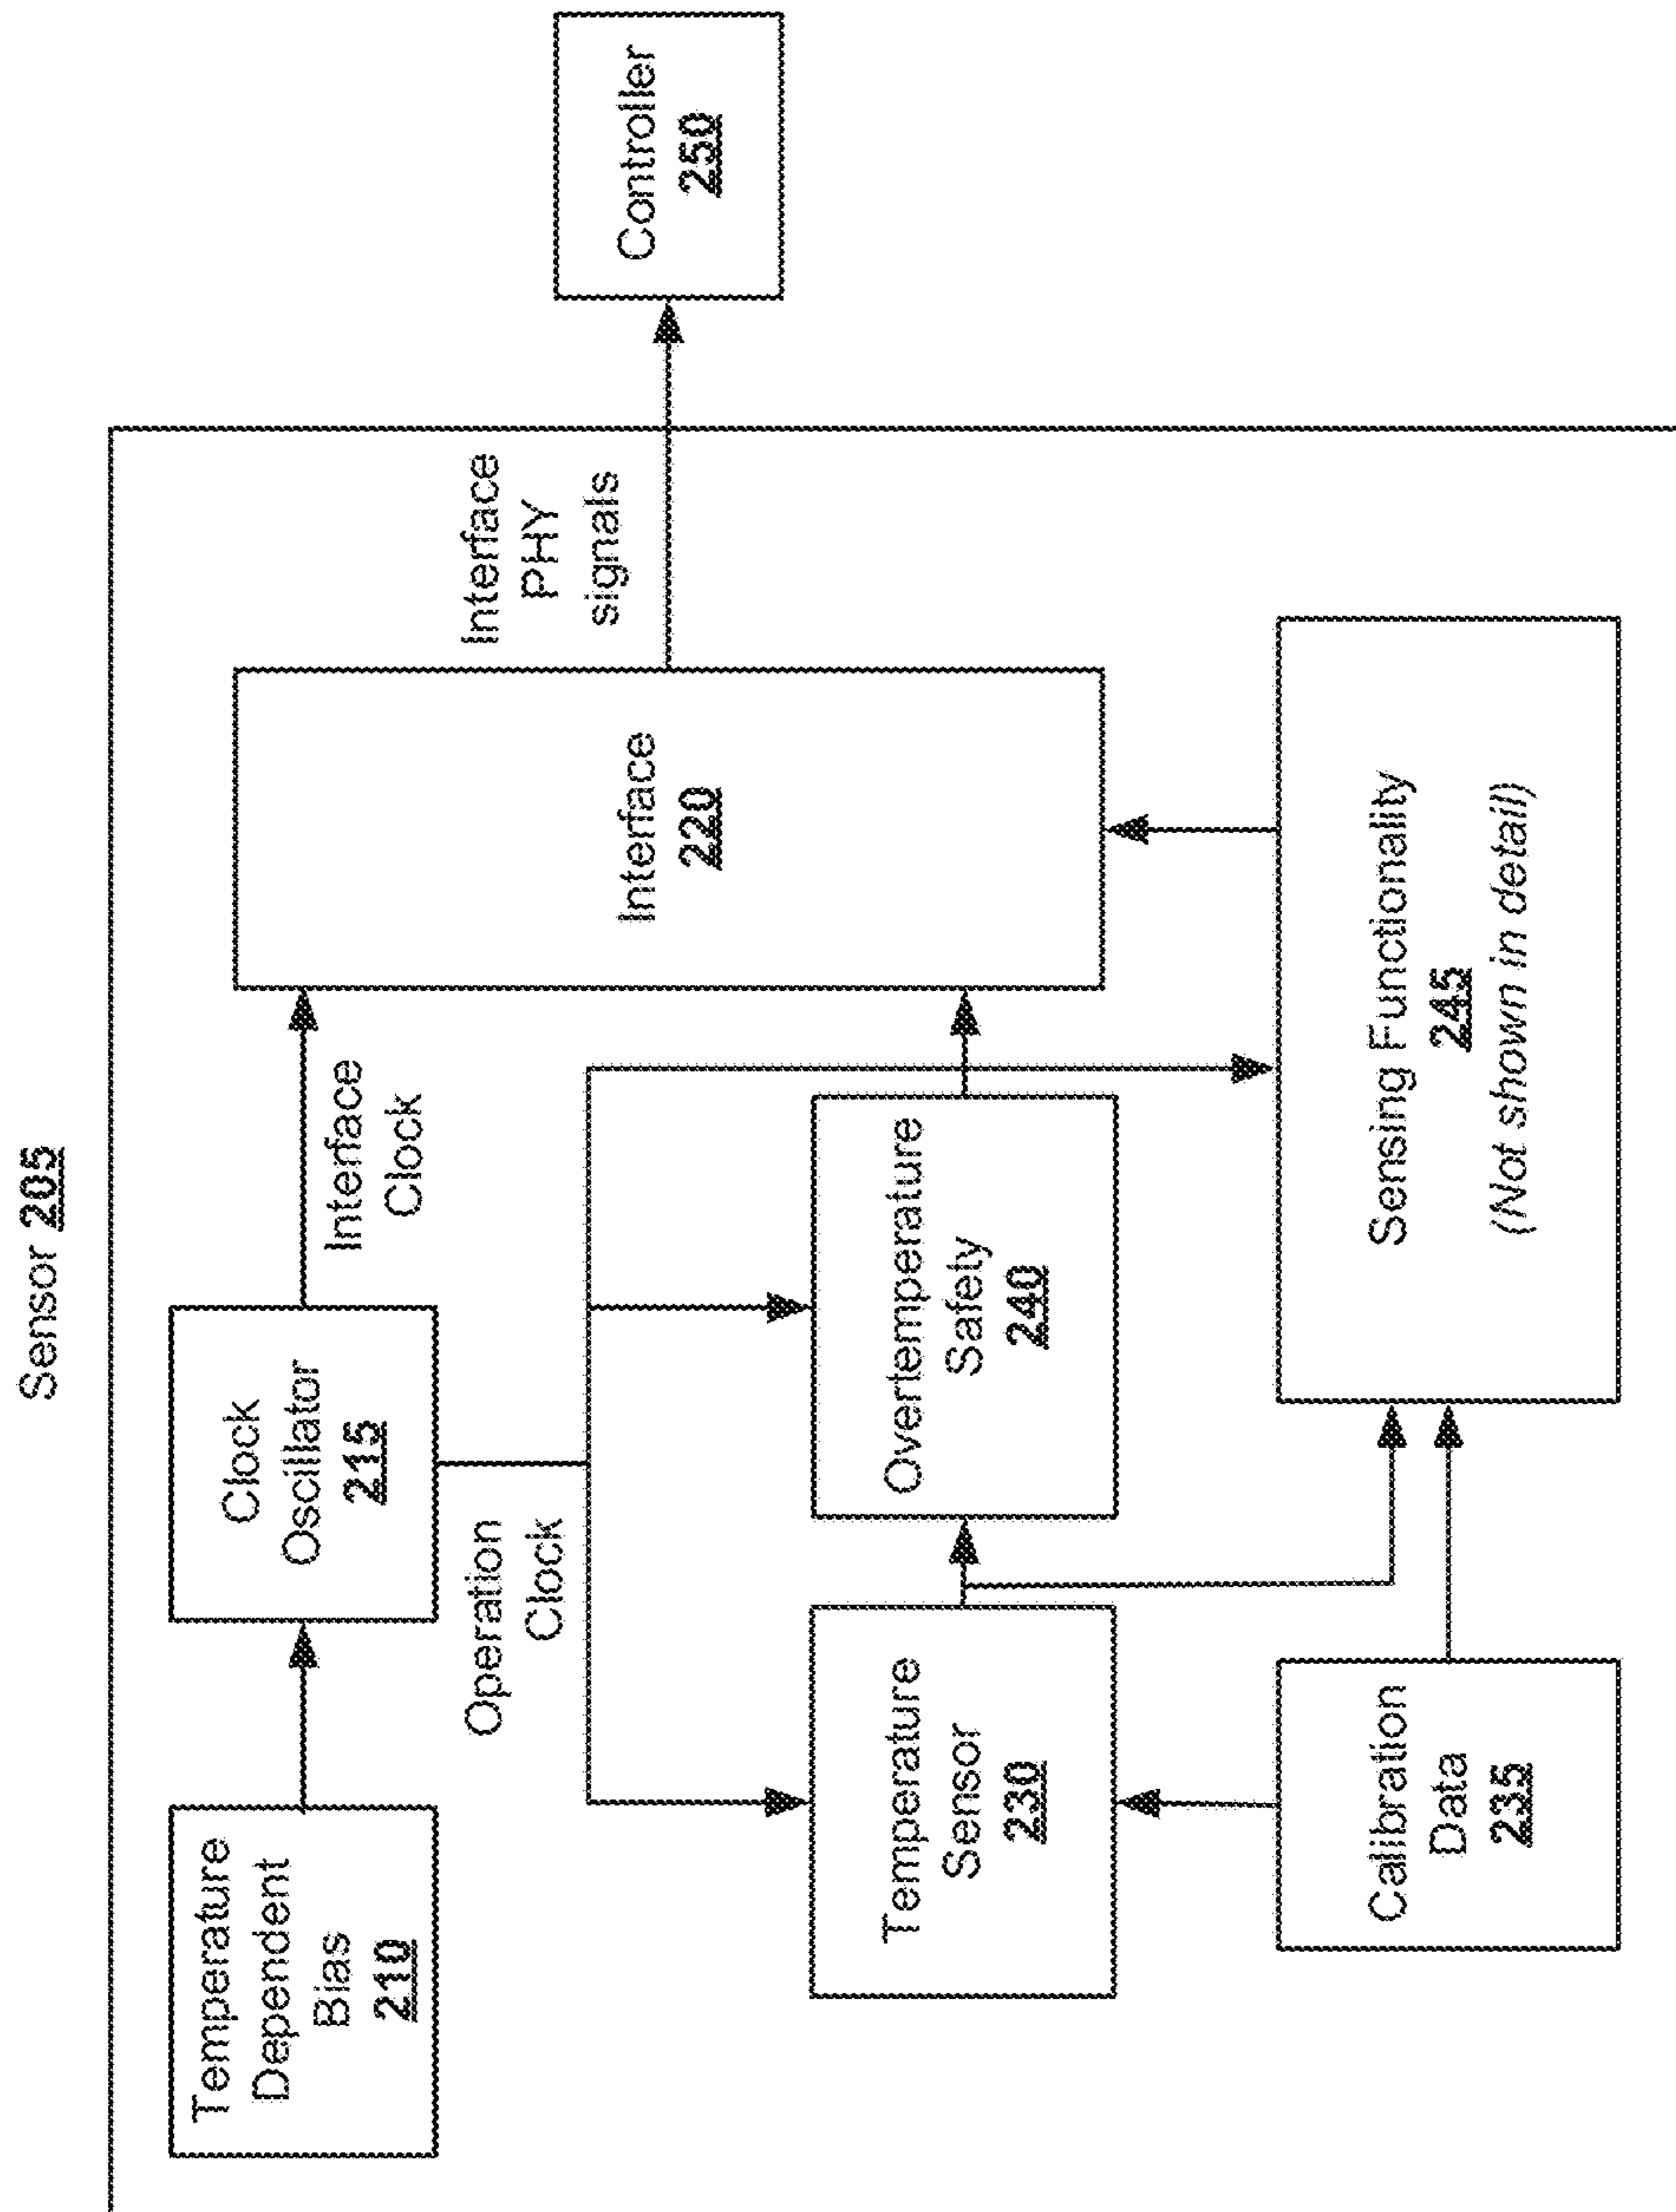 Sensor 205
Temperature
Dependent
Bias
210
Clock
Oscillator
215
Interface
Clock
Operation
Clock
Interface
220
Interface
PHY
signals
Controller
250
Temperature
Sensor
230
Overtemperature
Safety
240
Calibration
Data
235
Sensing Functionality
245
(Not shown in detail)